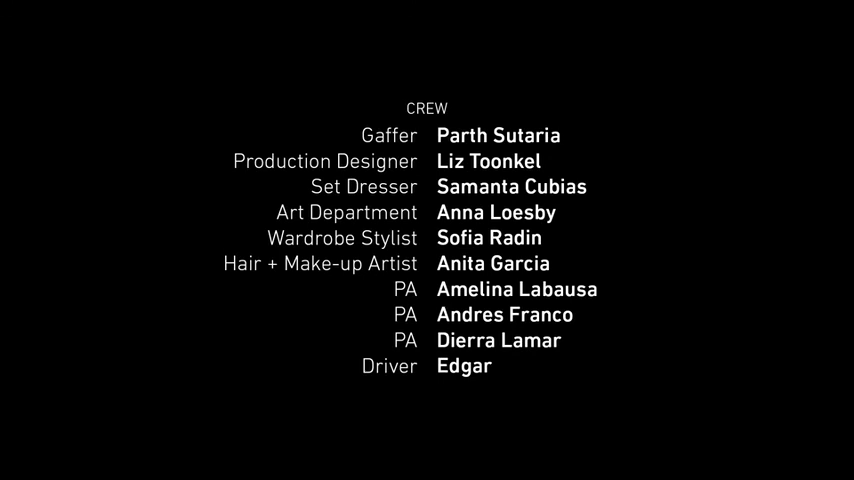 CREW
Gaffer Parth Sutaria
Production Designer Liz Toonkel
Set Dresser Samanta Cubias
Art Department Anna Loesby
Wardrobe Stylist Sofia Radin
Hair + Make-up Artist Anita Garcia
PA Amelina Labausa
PA Andres Franco
PA Dierra Lamar
Driver Edgar